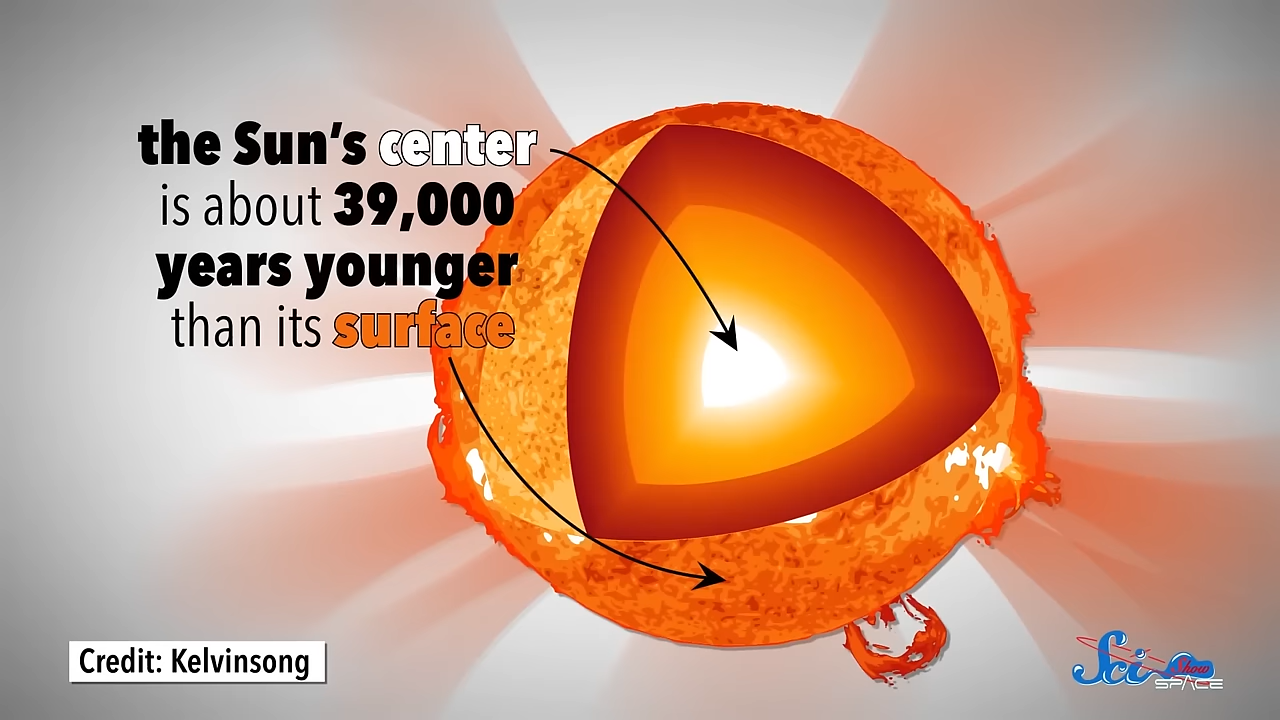 the Sun's center
is about 39,000
years younger
than its surface
Credit: Kelvinsong
Sci Show
SPACE